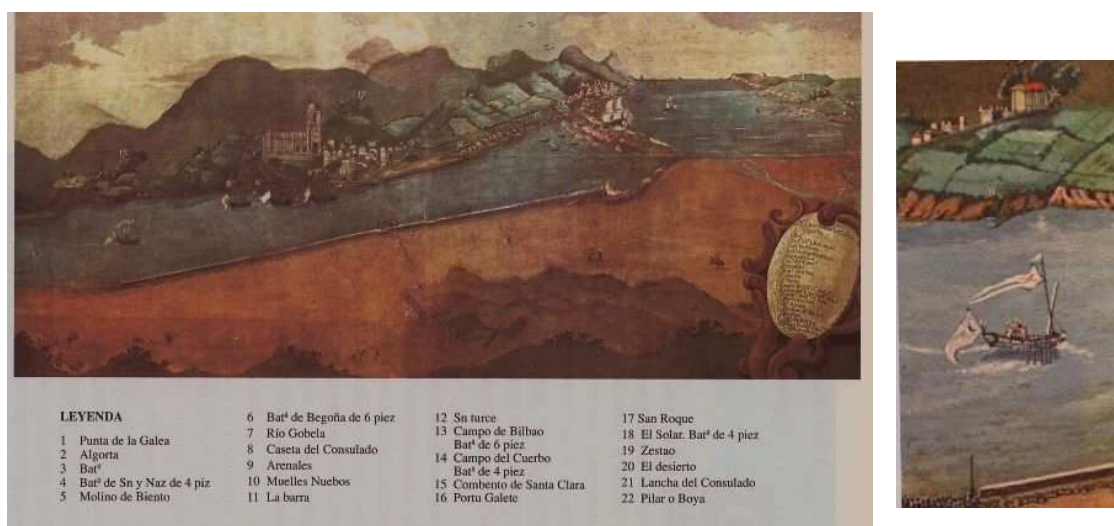 LEYENDA
1 Punta de la Galea
2 Algorta
3 Batª
4 Batª de Sn y Naz de 4 piz
5 Molino de Biento
6 Batª de Begoña de 6 piez
7 Río Gobela
8 Caseta del Consulado
9 Arenales
10 Muelles Nuebos
11 La barra
12 Sn turce
13 Campo de Bilbao
Batª de 6 piez
14 Campo del Cuerbo
Batª de 4 piez
15 Combento de Santa Clara
16 Portu Galete
17 San Roque
18 El Solar. Batª de 4 piez
19 Zestao
20 El desierto
21 Lancha del Consulado
22 Pilar o Boya